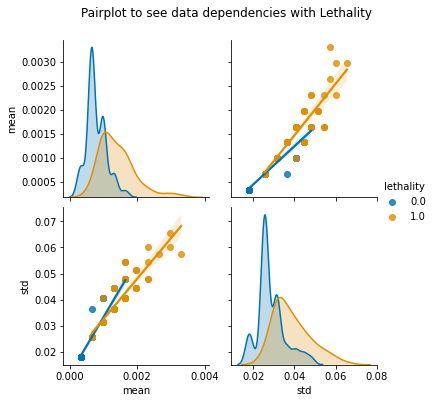 Pairplot to see data dependencies with Lethality
0.0030
0.0025
0.0020
0.0015
0.0010
0.0005
mean
lethality
0.0
1.0
0.07
0.06
0.05
0.04
0.03
0.02
std
0.000 0.002 0.004
mean
0.02 0.04 0.06 0.08
std